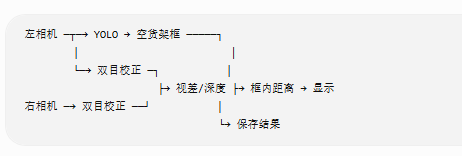 左相机 ─┬─→ YOLO → 空货架框 ─────┐
│ │
└─→ 双目校正 ─┐ │
├→ 视差/深度 ├→ 框内距离 → 显示
右相机 ─→ 双目校正 ──┘ │
└→ 保存结果